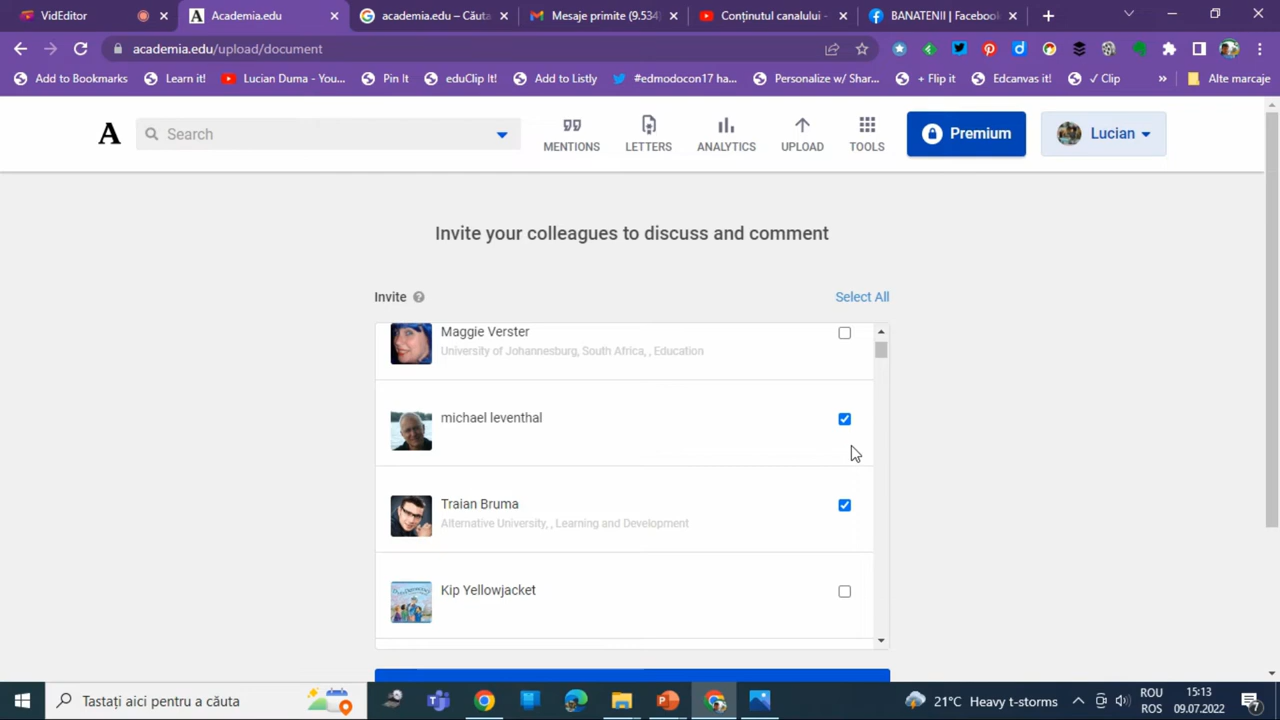 VidEditor
Academia.edu
academia.edu – Căuta
Mesaje primite (9.534)
Conținutul canalului -
BANATENII | Facebook
academia.edu/upload/document
Add to Bookmarks
Learn it!
Lucian Duma - You...
Pin It
eduClip It!
Add to Listly
#edmodocon17 ha...
Personalize w/ Shar...
+ Flip it
Edcanvas it!
✓ Clip
»
Alte marcaje
A
Search
MENTIONS
LETTERS
ANALYTICS
UPLOAD
TOOLS
Premium
Lucian
Invite your colleagues to discuss and comment
Invite
Select All
Maggie Verster
University of Johannesburg, South Africa, , Education
michael leventhal
Traian Bruma
Alternative University, , Learning and Development
Kip Yellowjacket
Tastați aici pentru a căuta
21°C Heavy t-storms
ROU
ROS
15:13
09.07.2022
7